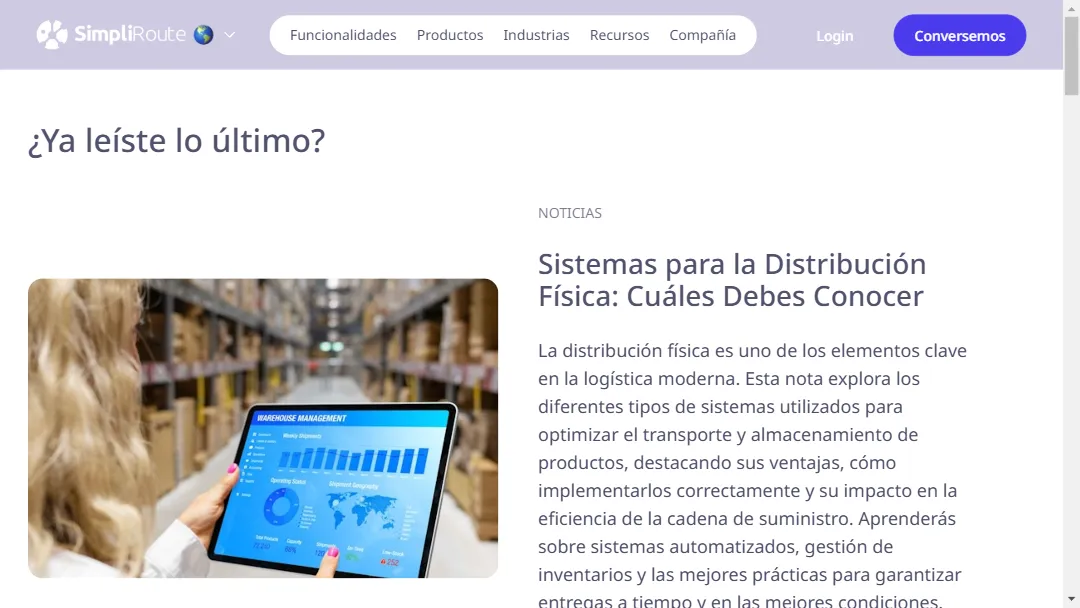 SimpliRoute
Funcionalidades
Productos
Industrias
Recursos
Compañía
Login
Conversemos
¿Ya leíste lo último?
NOTICIAS
Sistemas para la Distribución
Física: Cuáles Debes Conocer
La distribución física es uno de los elementos clave
en la logística moderna. Esta nota explora los
diferentes tipos de sistemas utilizados para
optimizar el transporte y almacenamiento de
productos, destacando sus ventajas, cómo
implementarlos correctamente y su impacto en la
eficiencia de la cadena de suministro. Aprenderás
sobre sistemas automatizados, gestión de
inventarios y las mejores prácticas para garantizar
entregas a tiempo y en las mejores condiciones.
WAREHOUSE MANAGEMENT
Weekly Shipments
Operating Status
Shipment Geography
Total Products
Capacity